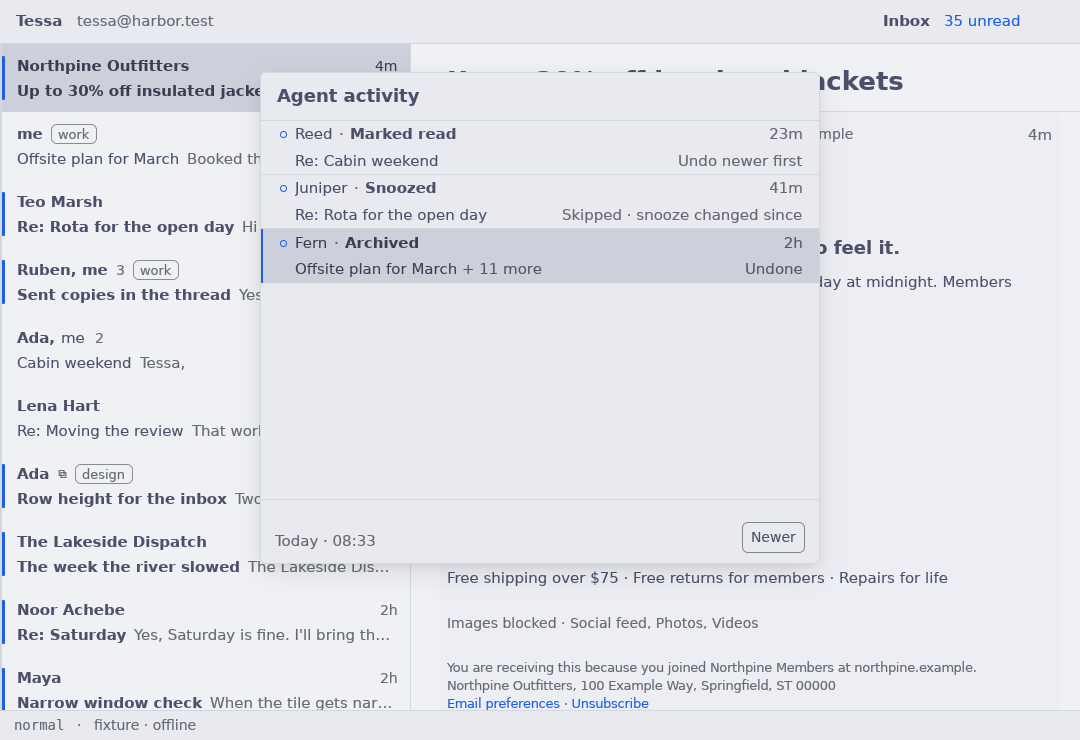 Tessa tessa@harbor.test
Inbox 35 unread
Northpine Outfitters 4m
Up to 30% off insulated jacke
me work
Offsite plan for March Booked th
Teo Marsh
Re: Rota for the open day Hi
Ruben, me 3 work
Sent copies in the thread Yes
Ada, me 2
Cabin weekend Tessa,
Lena Hart
Re: Moving the review That worl
Ada design
Row height for the inbox Two
The Lakeside Dispatch
The week the river slowed The Lakeside Dis…
Noor Achebe 2h
Re: Saturday Yes, Saturday is fine. I'll bring th…
Maya 2h
Narrow window check When the tile gets nar…
Agent activity
Reed · Marked read 23m
Re: Cabin weekend Undo newer first
Juniper · Snoozed 41m
Re: Rota for the open day Skipped · snooze changed since
Fern · Archived 2h
Offsite plan for March + 11 more Undone
Today · 08:33 Newer
ackets
mple 4m
o feel it.
day at midnight. Members
Free shipping over $75 · Free returns for members · Repairs for life
Images blocked · Social feed, Photos, Videos
You are receiving this because you joined Northpine Members at northpine.example.
Northpine Outfitters, 100 Example Way, Springfield, ST 00000
Email preferences · Unsubscribe
normal · fixture · offline